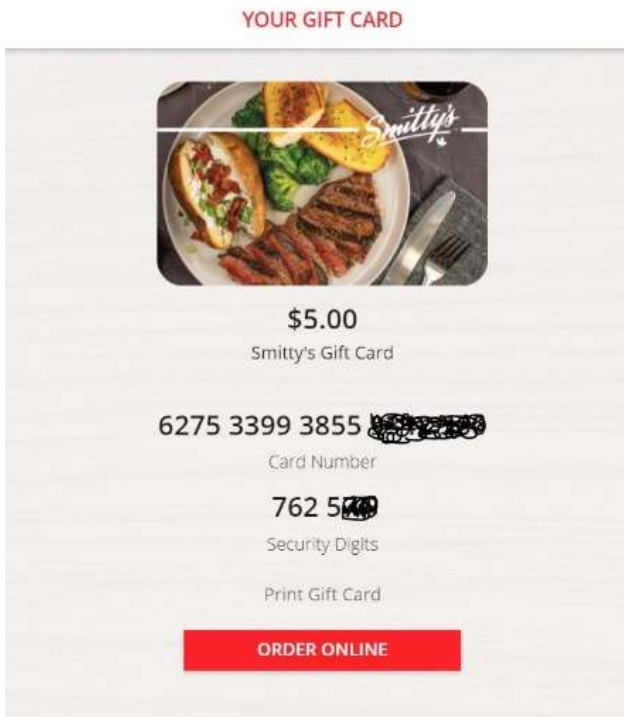 YOUR GIFT CARD
Smitty's
$5.00
Smitty's Gift Card
6275 3399 3855
Card Number
762 5
Security Digits
Print Gift Card
ORDER ONLINE